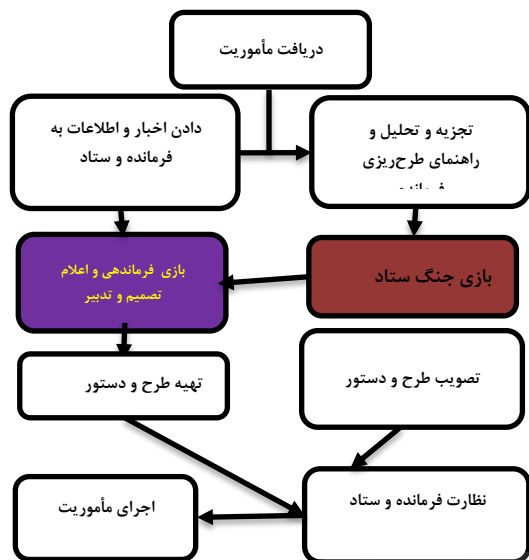 دریافت مأموریت
تجزیه و تحلیل و
راهنمای طرح‌ریزی
فرمانده
دادن اخبار و اطلاعات به
فرمانده و ستاد
بازی جنگ ستاد
بازی فرماندهی و اعلام
تصمیم و تدبیر
تصویب طرح و دستور
تهیه طرح و دستور
نظارت فرمانده و ستاد
اجرای مأموریت